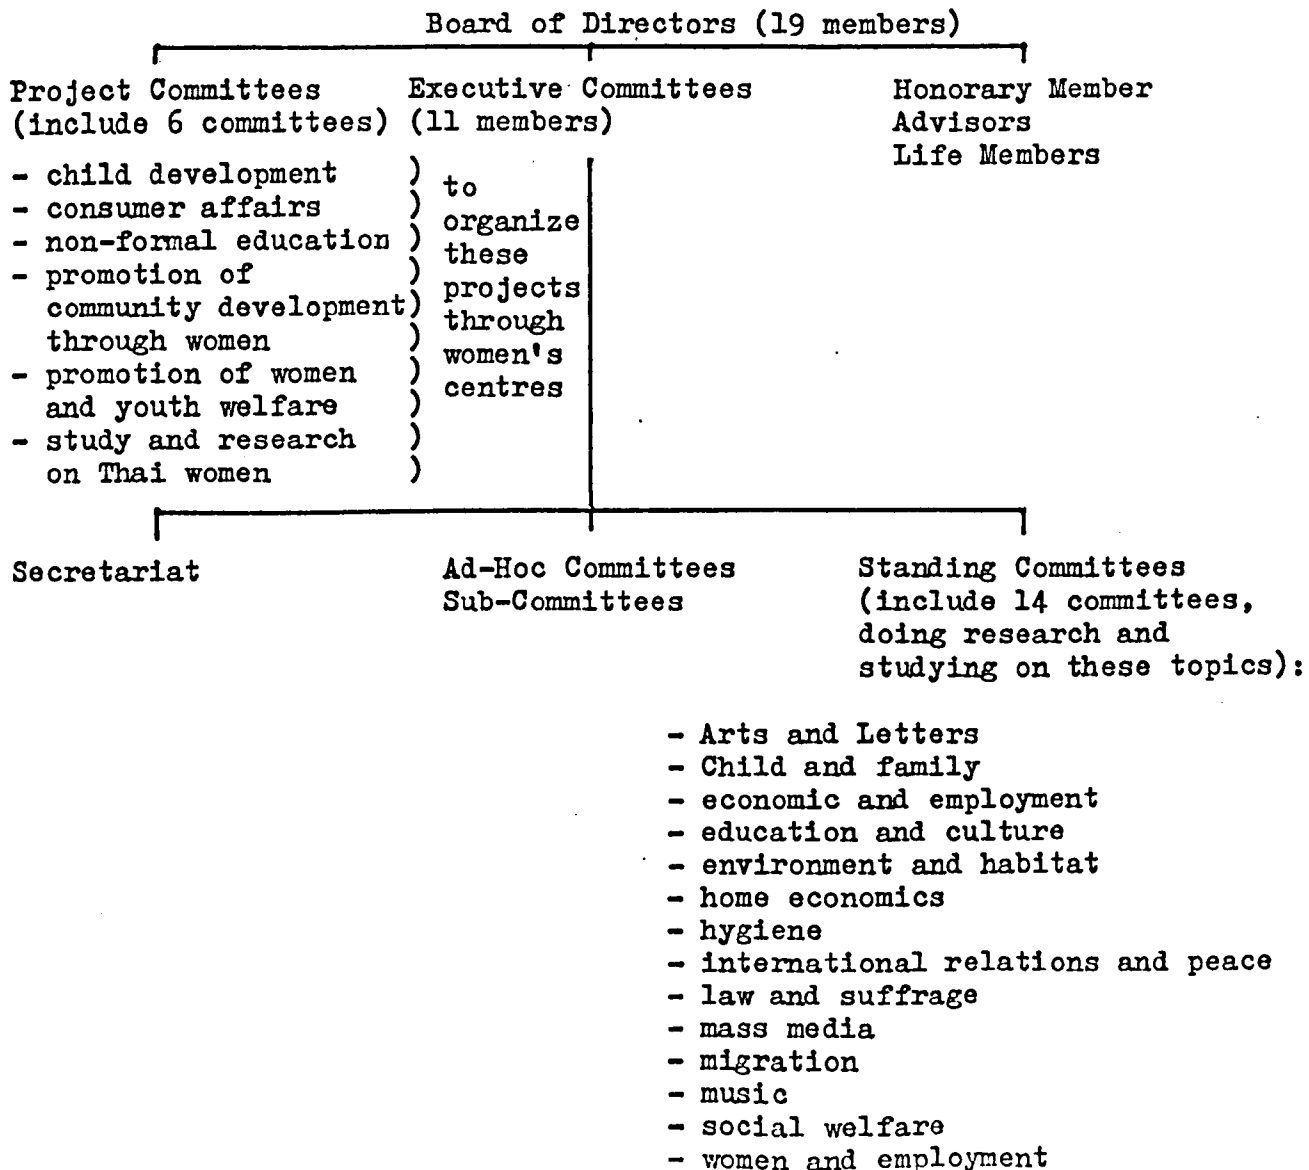 Board of Directors (19 members)
Project Committees
(include 6 committees)
- child development )
- consumer affairs )
- non-formal education )
- promotion of )
community development)
through women )
- promotion of women )
and youth welfare )
- study and research )
on Thai women )
Executive Committees
(11 members)
to
organize
these
projects
through
women's
centres
Honorary Member
Advisors
Life Members
Secretariat
Ad-Hoc Committees
Sub-Committees
Standing Committees
(include 14 committees,
doing research and
studying on these topics):
- Arts and Letters
- Child and family
- economic and employment
- education and culture
- environment and habitat
- home economics
- hygiene
- international relations and peace
- law and suffrage
- mass media
- migration
- music
- social welfare
- women and employment